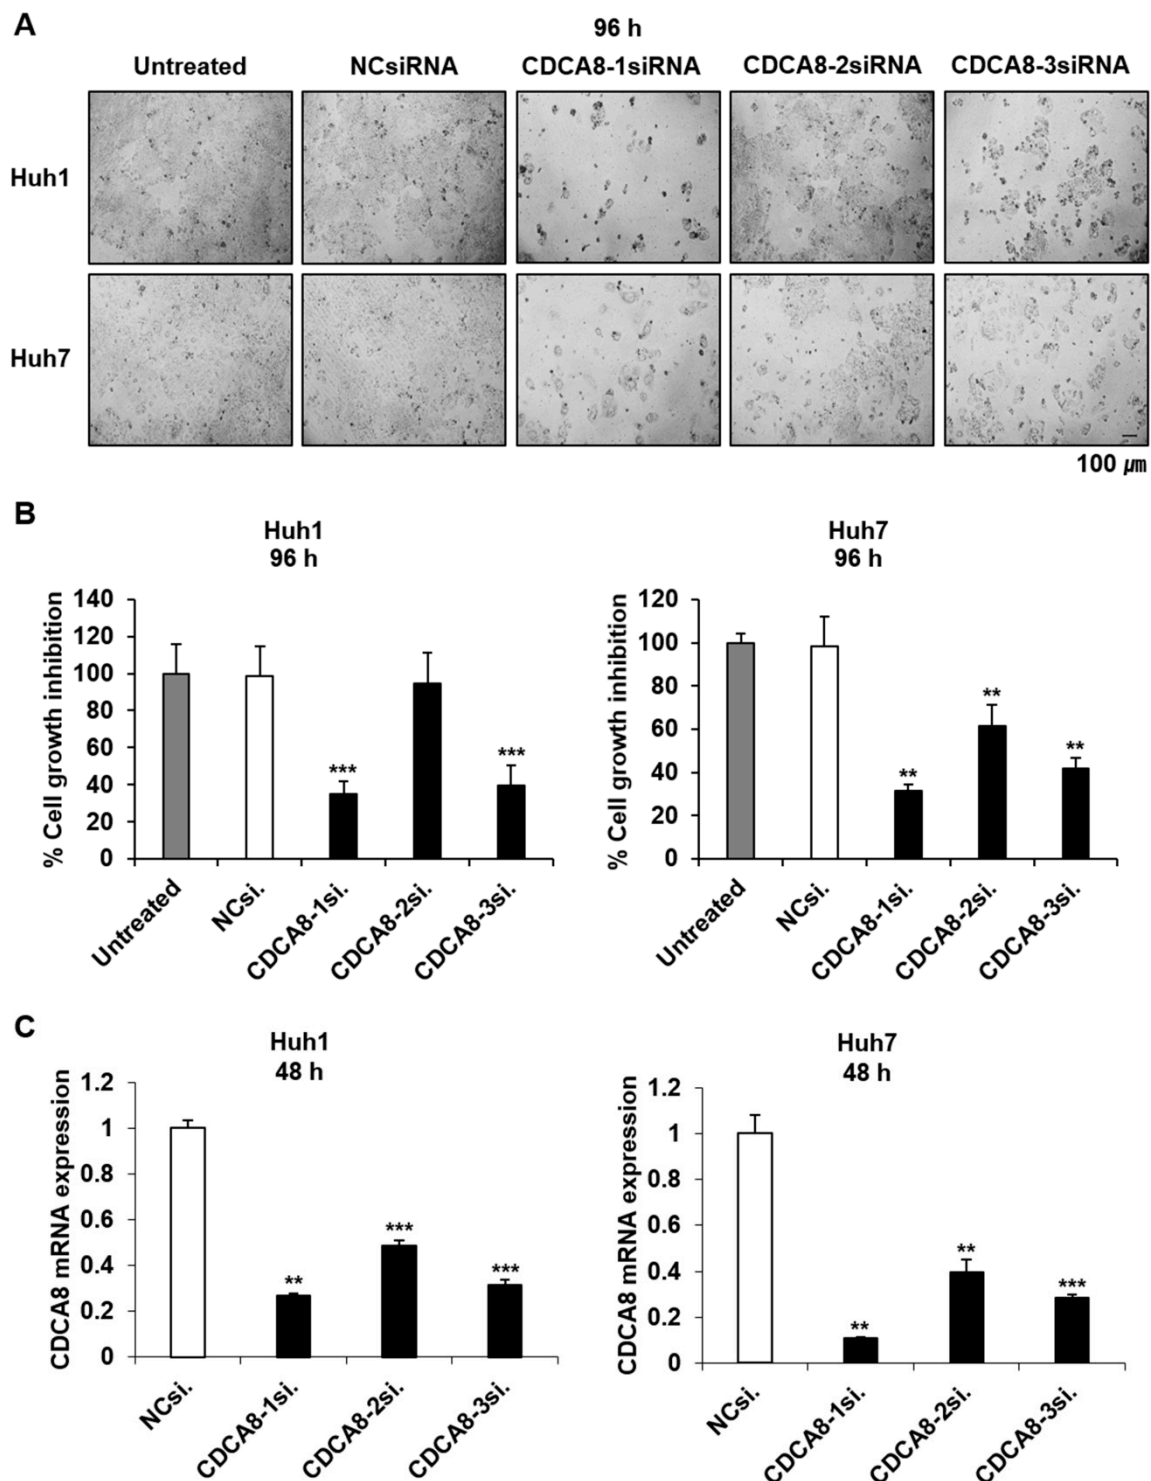 A
96 h
Untreated NCsiRNA CDCA8-1siRNA CDCA8-2siRNA CDCA8-3siRNA
Huh1
Huh7
100 ㎛
B
Huh1
96 h
% Cell growth inhibition
140
120
100
80
60
40
20
0
***
***
Untreated NCsi. CDCA8-1si. CDCA8-2si. CDCA8-3si.
Huh7
96 h
% Cell growth inhibition
120
100
80
60
40
20
0
**
**
**
Untreated NCsi. CDCA8-1si. CDCA8-2si. CDCA8-3si.
C
Huh1
48 h
CDCA8 mRNA expression
1.2
1
0.8
0.6
0.4
0.2
0
**
***
***
NCsi. CDCA8-1si. CDCA8-2si. CDCA8-3si.
Huh7
48 h
CDCA8 mRNA expression
1.2
1
0.8
0.6
0.4
0.2
0
**
**
***
NCsi. CDCA8-1si. CDCA8-2si. CDCA8-3si.